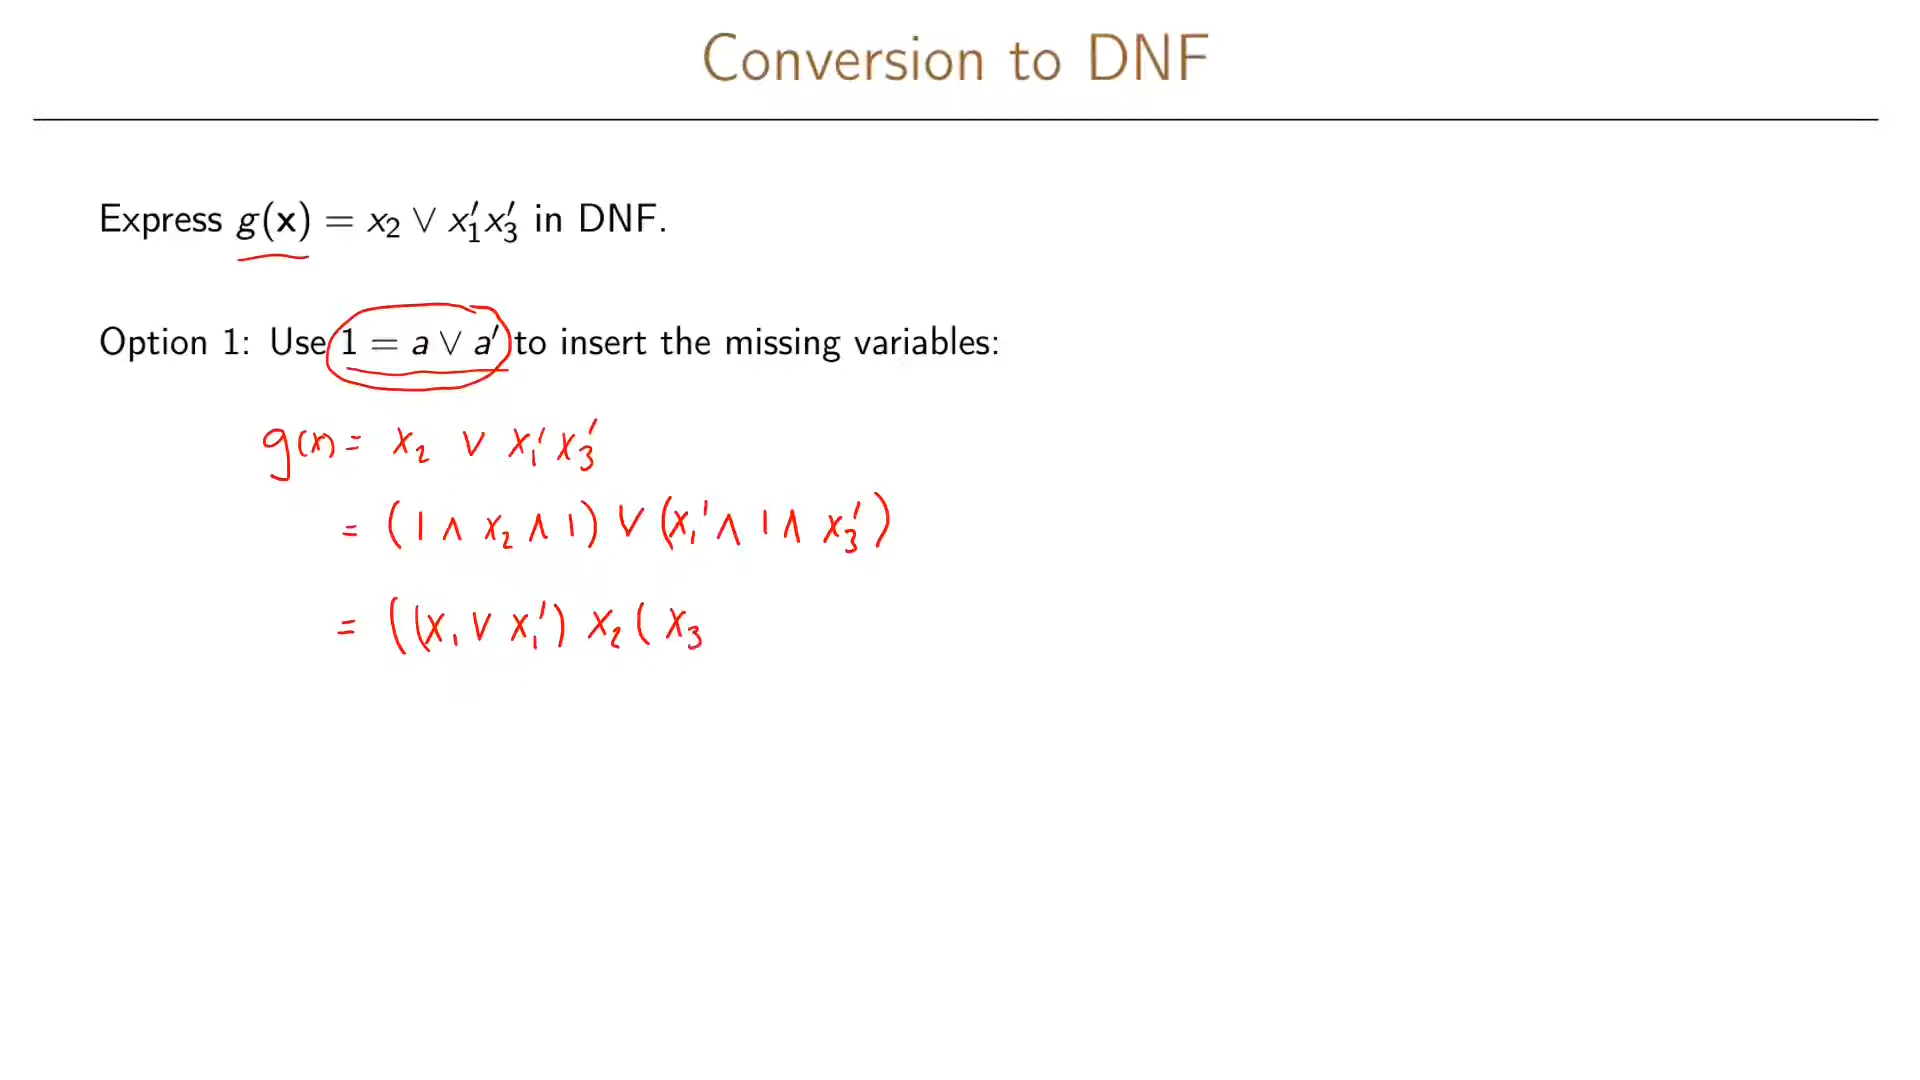 Conversion to DNF
Express g(x) = x₂ ∨ x₁′x₃′ in DNF.
Option 1: Use 1 = a ∨ a′ to insert the missing variables:
g(x) = x₂ ∨ x₁′ x₃′
= (1 ∧ x₂ ∧ 1) ∨ (x₁′ ∧ 1 ∧ x₃′)
= ((x₁ ∨ x₁′) x₂ (x₃